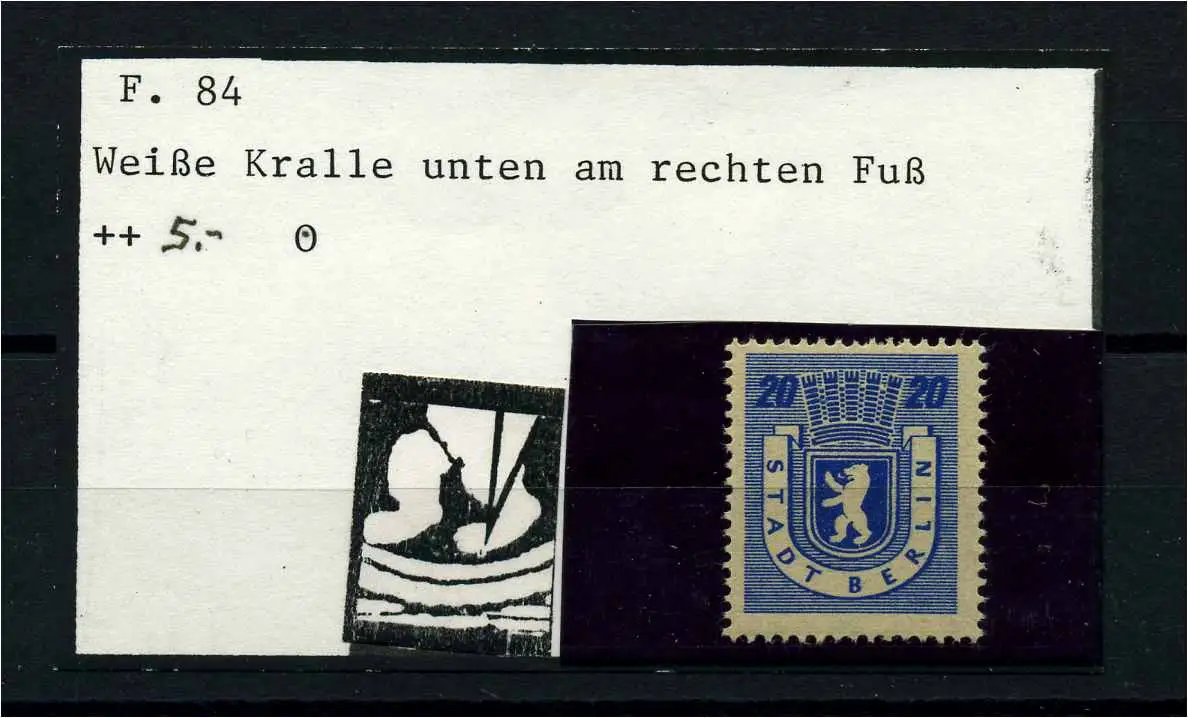 F. 84
Weiße Kralle unten am rechten Fuß
++ 5.- 0
20 20
STADT BERLIN